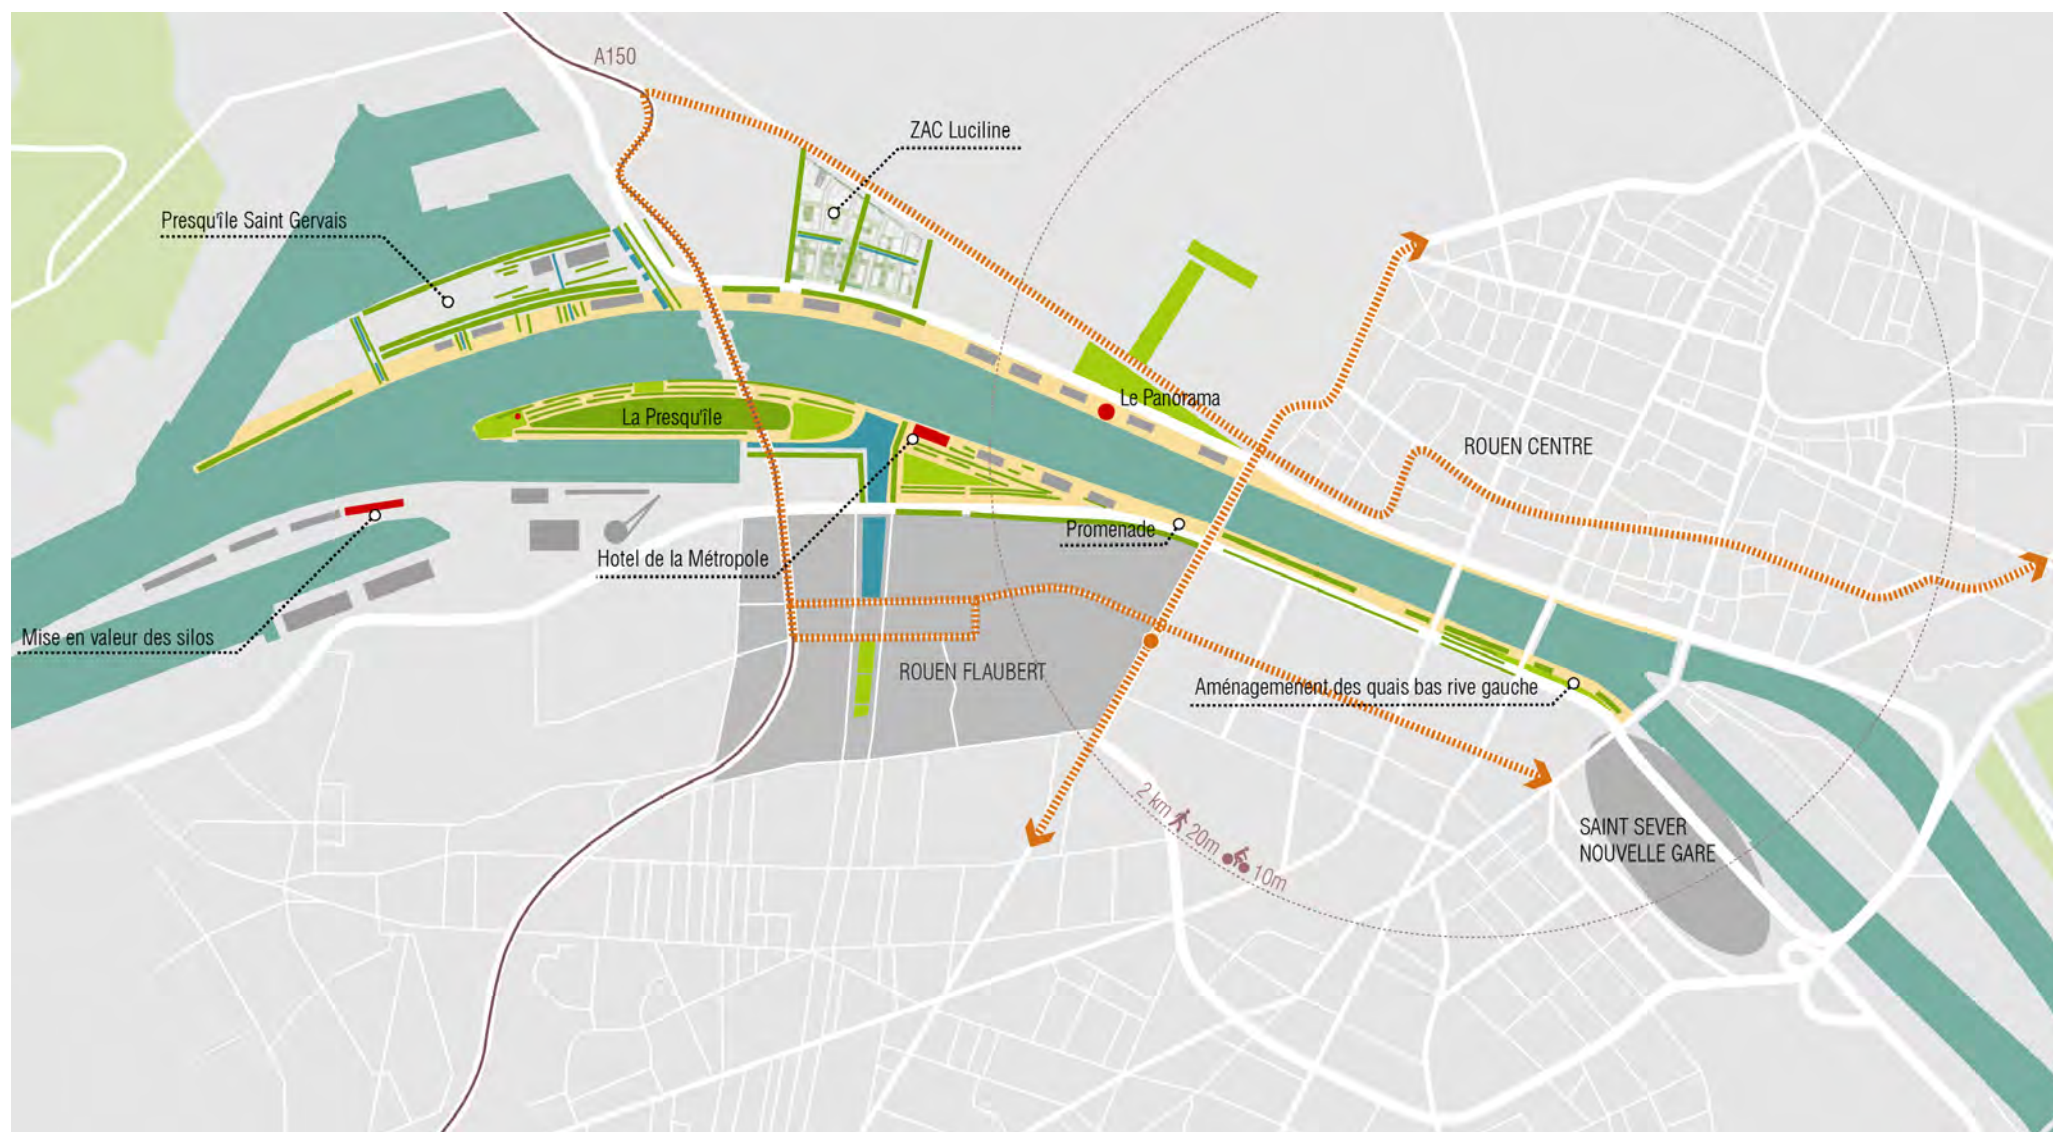 A150
ZAC Luciline
Presqu'île Saint Gervais
Le Panorama
La Presqu'île
ROUEN CENTRE
Promenade
Hotel de la Métropole
Mise en valeur des silos
ROUEN FLAUBERT
Aménagement des quais bas rive gauche
2 km 20m 10m
SAINT SEVER
NOUVELLE GARE